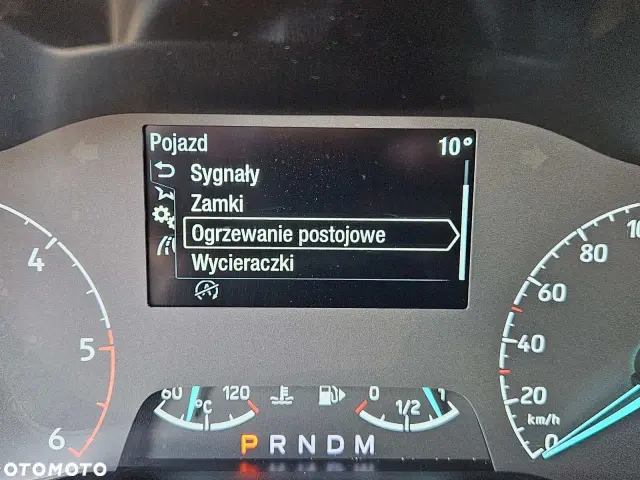 Pojazd 10°
Sygnały
Zamki
Ogrzewanie postojowe
Wycieraczki
4
5
6
60 120
°C
0 1/2 1
P R N D M
0
20
40
60
80
10
km/h
OTOMOTO